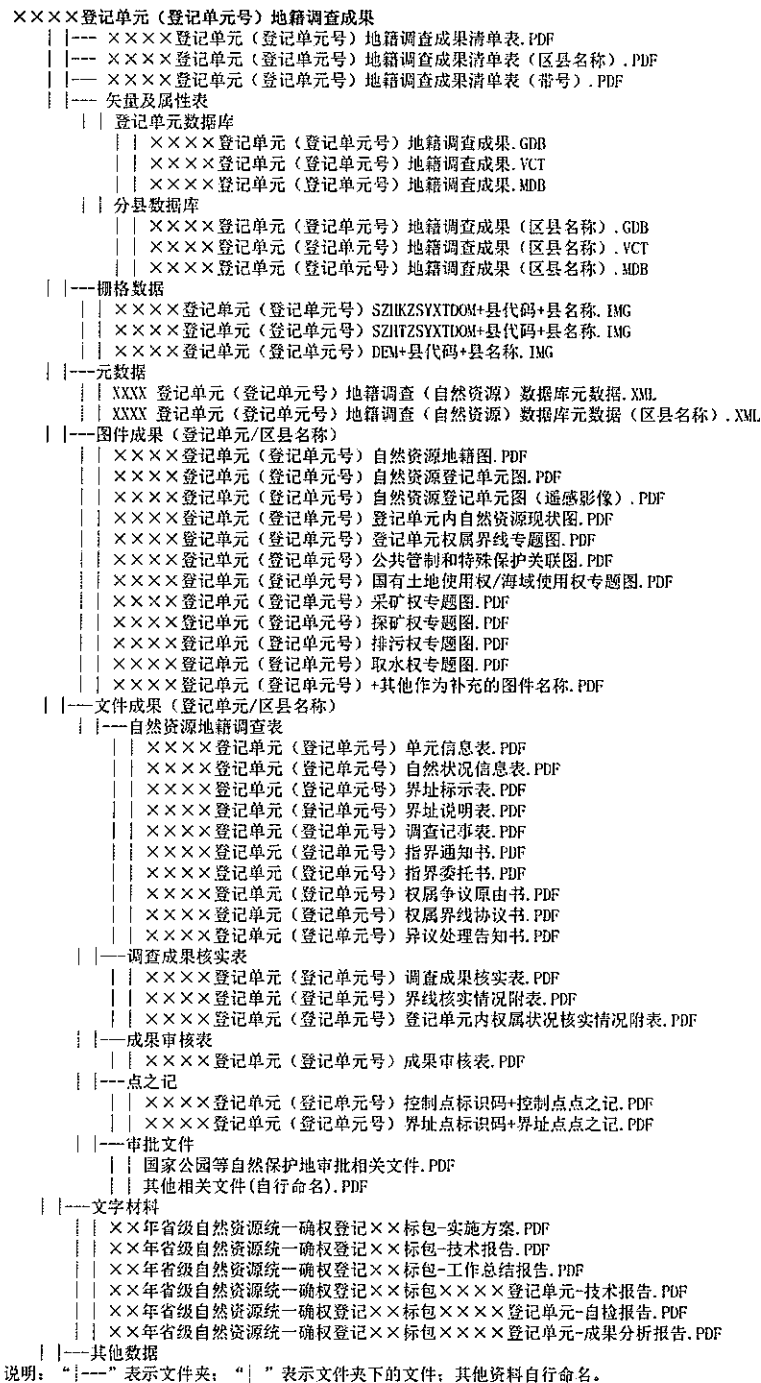 ××××登记单元（登记单元号）地籍调查成果
| |--- ××××登记单元（登记单元号）地籍调查成果清单表.PDF
| |--- ××××登记单元（登记单元号）地籍调查成果清单表（区县名称）.PDF
| |--- ××××登记单元（登记单元号）地籍调查成果清单表（带号）.PDF
| |--- 矢量及属性表
| | 登记单元数据库
| | ××××登记单元（登记单元号）地籍调查成果.GDB
| | ××××登记单元（登记单元号）地籍调查成果.VCT
| | ××××登记单元（登记单元号）地籍调查成果.MDB
| | 分县数据库
| | ××××登记单元（登记单元号）地籍调查成果（区县名称）.GDB
| | ××××登记单元（登记单元号）地籍调查成果（区县名称）.VCT
| | ××××登记单元（登记单元号）地籍调查成果（区县名称）.MDB
| |---栅格数据
| | ××××登记单元（登记单元号）SZHKZSYXTDOM+县代码+县名称.IMG
| | ××××登记单元（登记单元号）SZHTZSYXTDOM+县代码+县名称.IMG
| | ××××登记单元（登记单元号）DEM+县代码+县名称.IMG
| |---元数据
| | XXXX 登记单元（登记单元号）地籍调查（自然资源）数据库元数据.XML
| | XXXX 登记单元（登记单元号）地籍调查（自然资源）数据库元数据（区县名称）.XML
| |---图件成果（登记单元/区县名称）
| | ××××登记单元（登记单元号）自然资源地籍图.PDF
| | ××××登记单元（登记单元号）自然资源登记单元图.PDF
| | ××××登记单元（登记单元号）自然资源登记单元图（遥感影像）.PDF
| | ××××登记单元（登记单元号）登记单元内自然资源现状图.PDF
| | ××××登记单元（登记单元号）登记单元权属界线专题图.PDF
| | ××××登记单元（登记单元号）公共管制和特殊保护关联图.PDF
| | ××××登记单元（登记单元号）国有土地使用权/海域使用权专题图.PDF
| | ××××登记单元（登记单元号）采矿权专题图.PDF
| | ××××登记单元（登记单元号）探矿权专题图.PDF
| | ××××登记单元（登记单元号）排污权专题图.PDF
| | ××××登记单元（登记单元号）取水权专题图.PDF
| | ××××登记单元（登记单元号）+其他作为补充的图件名称.PDF
| |---文件成果（登记单元/区县名称）
| |---自然资源地籍调查表
| | ××××登记单元（登记单元号）单元信息表.PDF
| | ××××登记单元（登记单元号）自然状况信息表.PDF
| | ××××登记单元（登记单元号）界址标示表.PDF
| | ××××登记单元（登记单元号）界址说明表.PDF
| | ××××登记单元（登记单元号）调查记事表.PDF
| | ××××登记单元（登记单元号）指界通知书.PDF
| | ××××登记单元（登记单元号）指界委托书.PDF
| | ××××登记单元（登记单元号）权属争议原由书.PDF
| | ××××登记单元（登记单元号）权属界线协议书.PDF
| | ××××登记单元（登记单元号）异议处理告知书.PDF
| |---调查成果核实表
| | ××××登记单元（登记单元号）调查成果核实表.PDF
| | ××××登记单元（登记单元号）界线核实情况附表.PDF
| | ××××登记单元（登记单元号）登记单元内权属状况核实情况附表.PDF
| |---成果审核表
| | ××××登记单元（登记单元号）成果审核表.PDF
| |---点之记
| | ××××登记单元（登记单元号）控制点标识码+控制点点之记.PDF
| | ××××登记单元（登记单元号）界址点标识码+界址点点之记.PDF
| |---审批文件
| | 国家公园等自然保护地审批相关文件.PDF
| | 其他相关文件(自行命名).PDF
| |---文字材料
| | ××年省级自然资源统一确权登记××标包-实施方案.PDF
| | ××年省级自然资源统一确权登记××标包-技术报告.PDF
| | ××年省级自然资源统一确权登记××标包-工作总结报告.PDF
| | ××年省级自然资源统一确权登记××标包××××登记单元-技术报告.PDF
| | ××年省级自然资源统一确权登记××标包××××登记单元-自检报告.PDF
| | ××年省级自然资源统一确权登记××标包××××登记单元-成果分析报告.PDF
| |---其他数据
说明：“|---”表示文件夹；“| ”表示文件夹下的文件；其他资料自行命名。